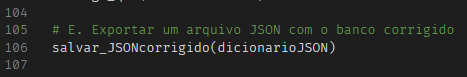 104
105 # E. Exportar um arquivo JSON com o banco corrigido
106 salvar_JSONcorrigido(dicionarioJSON)
107